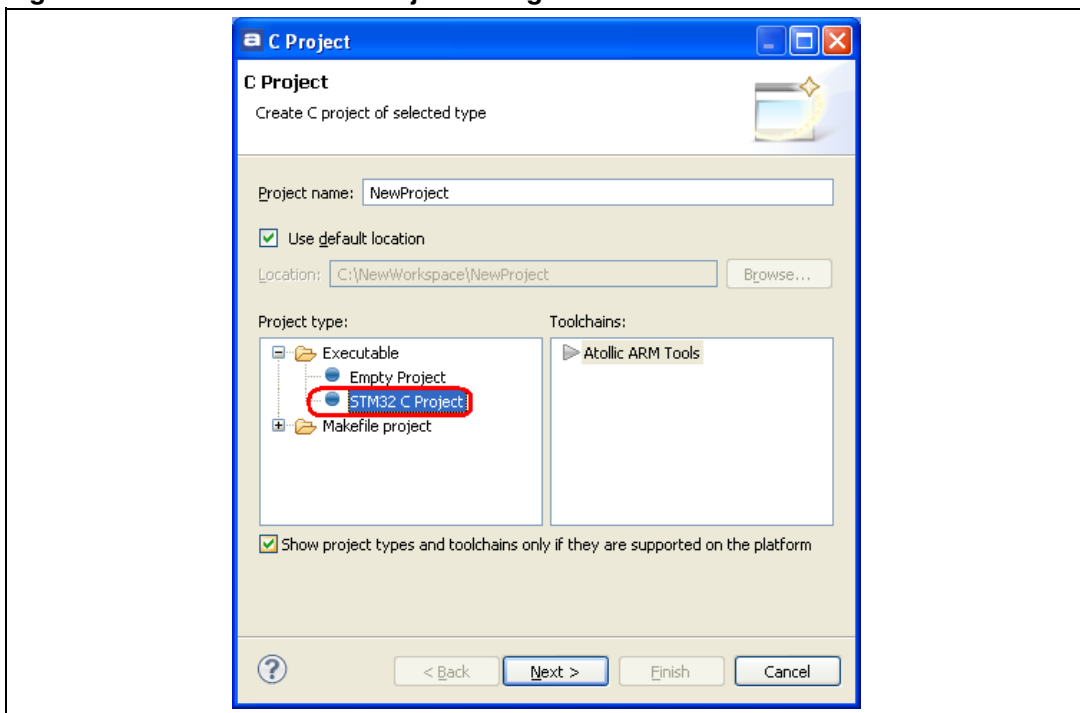 C Project
C Project
Create C project of selected type
Project name: NewProject
Use default location
Location: C:\NewWorkspace\NewProject Browse...
Project type: Toolchains:
Executable Atollic ARM Tools
Empty Project
STM32 C Project
Makefile project
Show project types and toolchains only if they are supported on the platform
? < Back Next > Finish Cancel